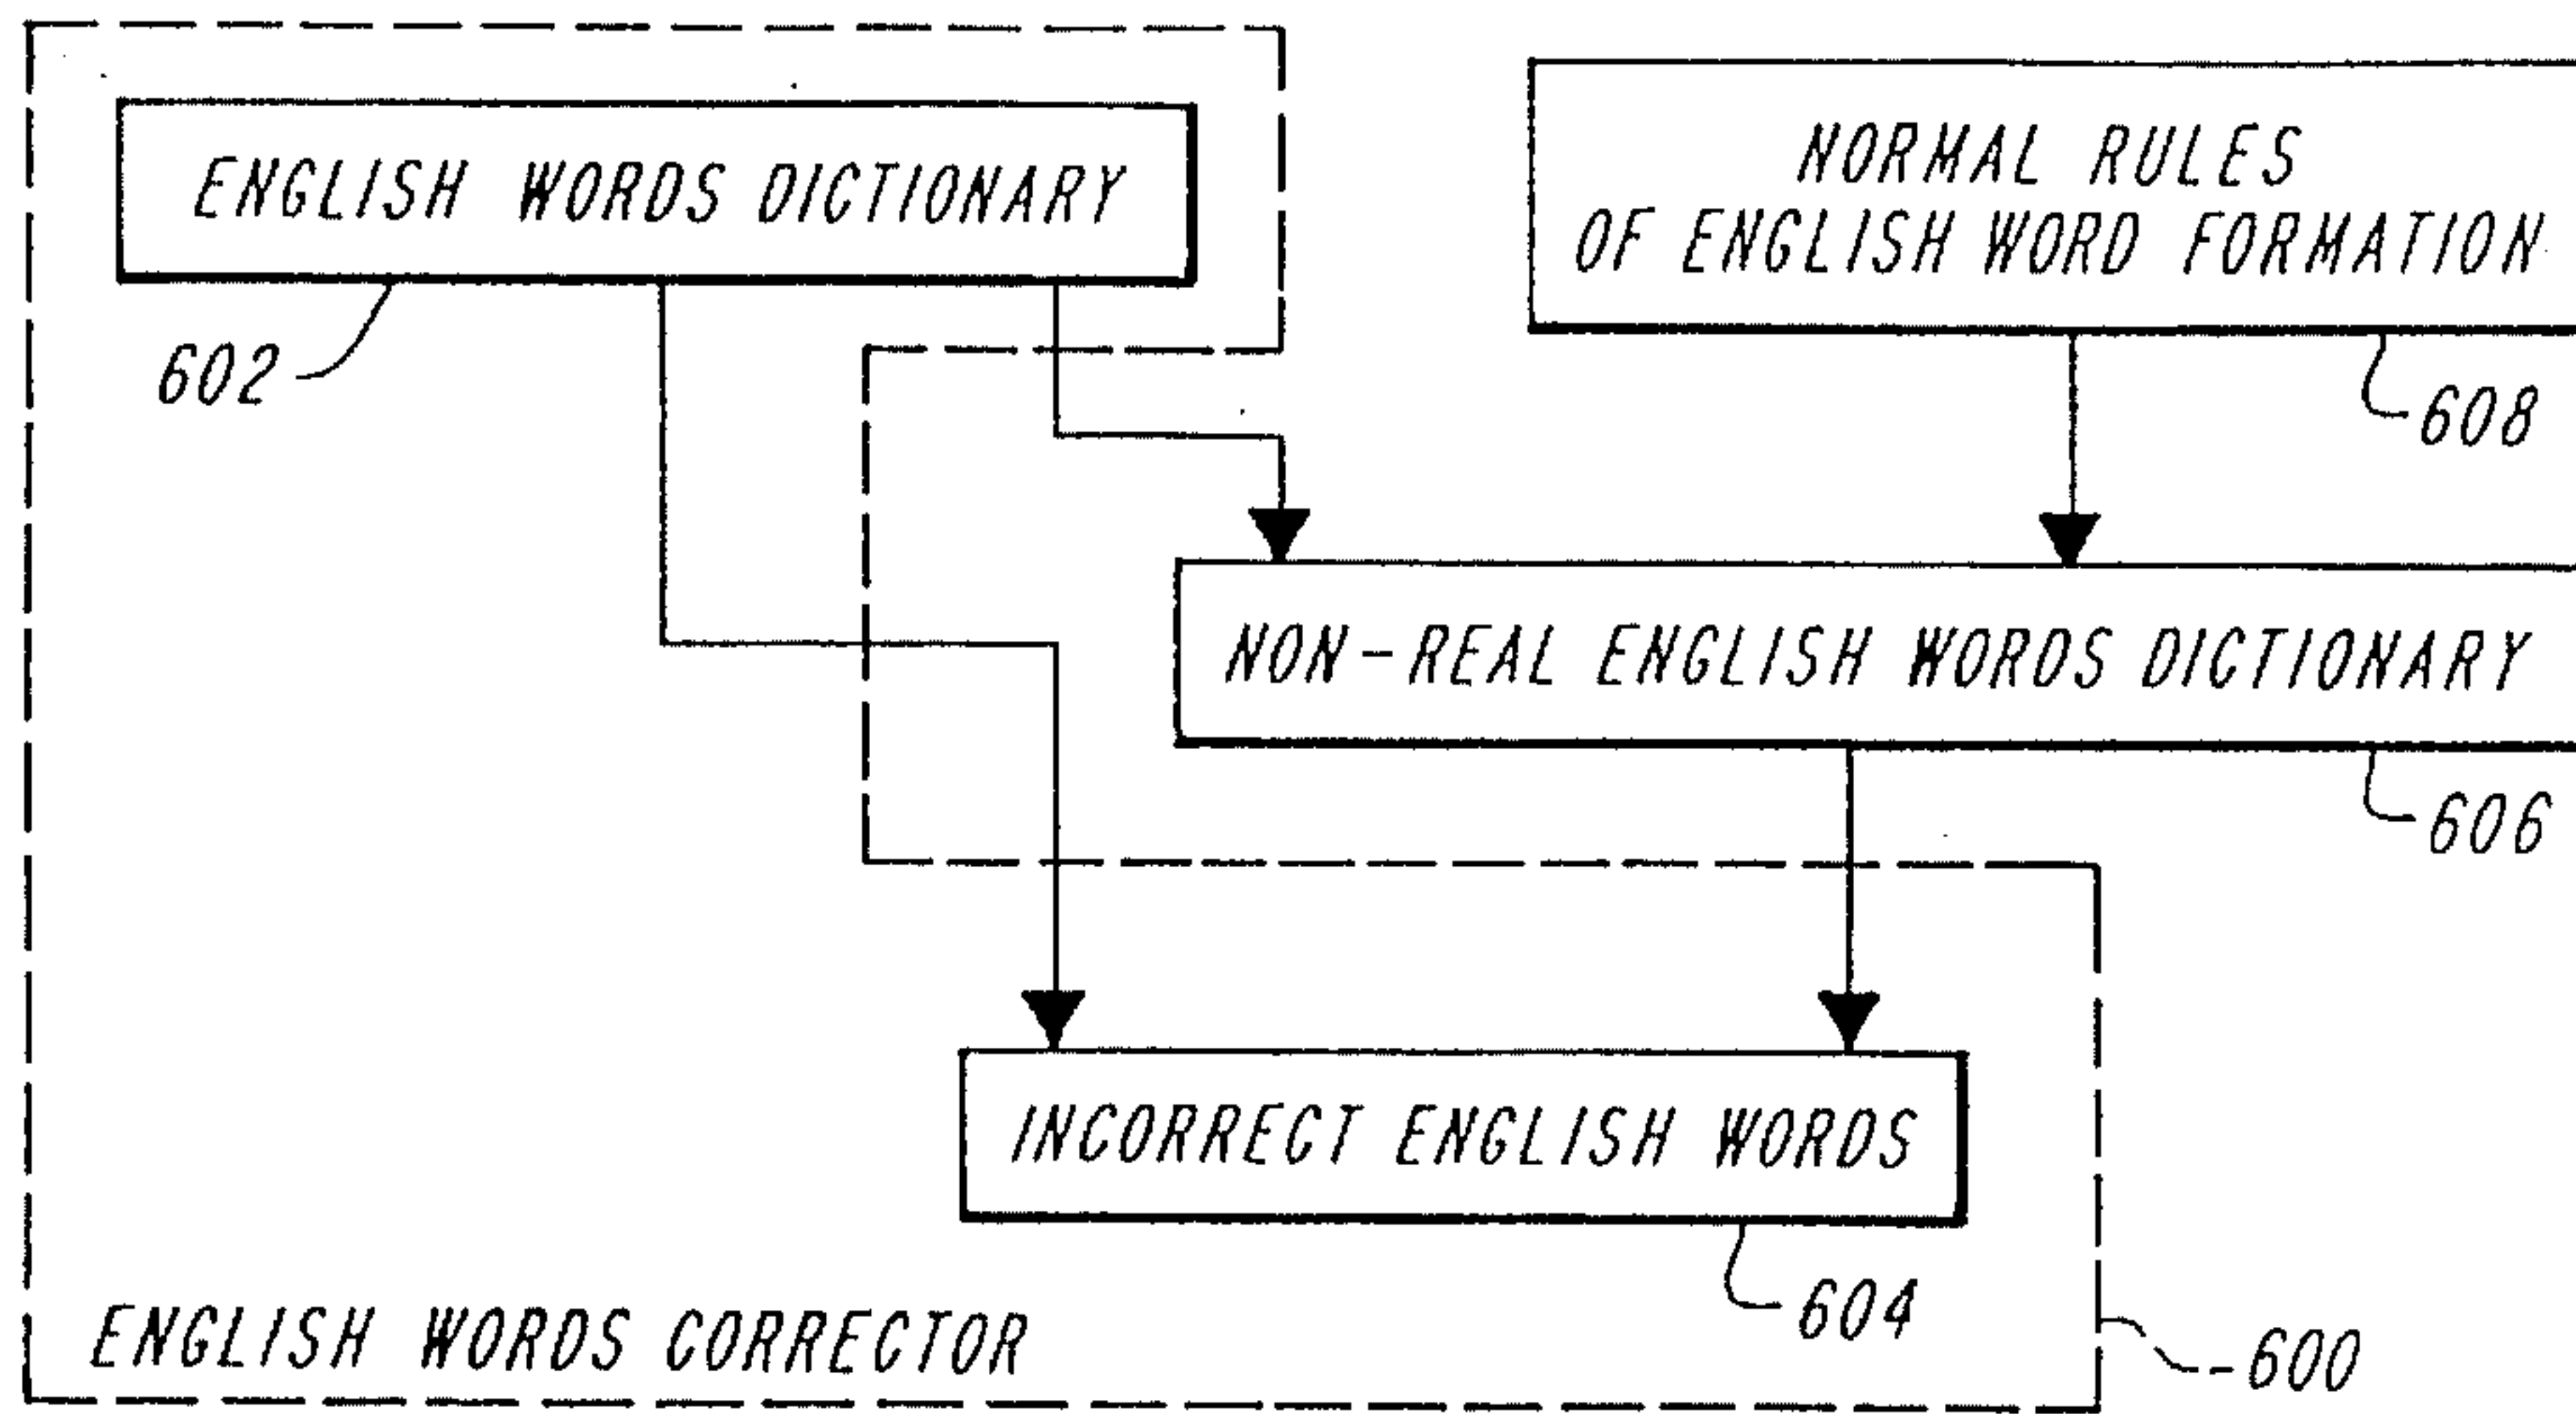 ENGLISH WORDS DICTIONARY
602
NORMAL RULES
OF ENGLISH WORD FORMATION
608
NON-REAL ENGLISH WORDS DICTIONARY
606
INCORRECT ENGLISH WORDS
604
ENGLISH WORDS CORRECTOR
600